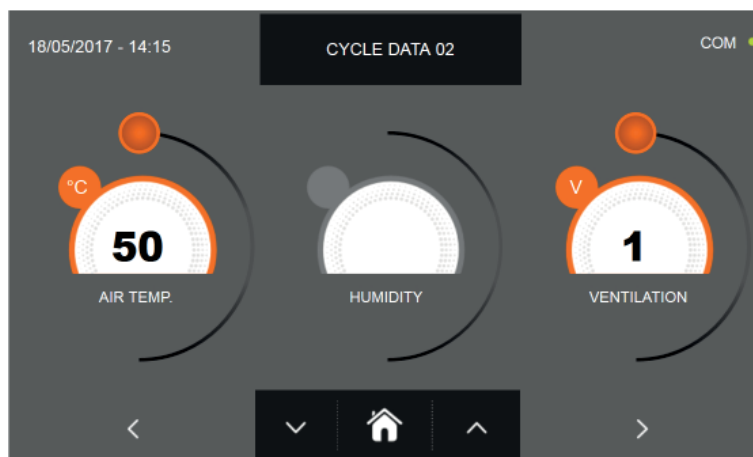 18/05/2017 - 14:15
CYCLE DATA 02
COM
°C
50
AIR TEMP.
HUMIDITY
V
1
VENTILATION